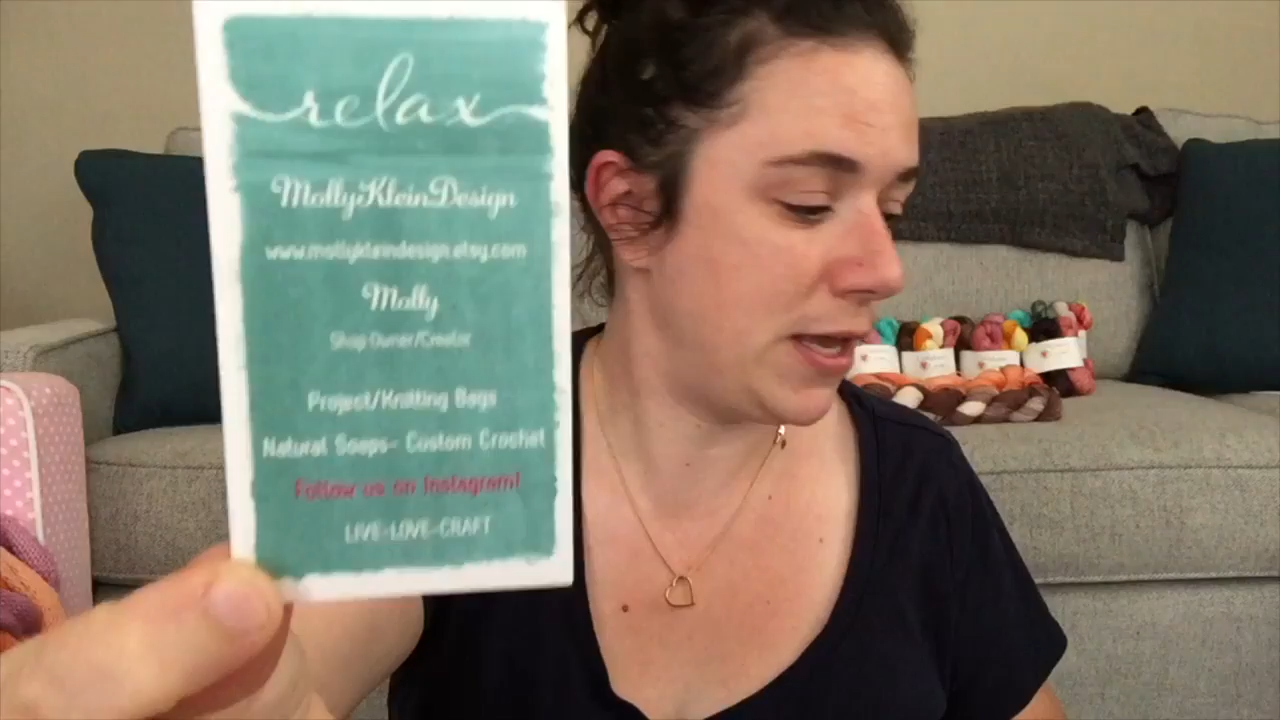 relax
MollyKleinDesign
www.mollykleindesign.etsy.com
Molly
Shop Owner/Creator
Project/Knitting Bags
Natural Soaps- Custom Crochet
Follow us on Instagram!
LIVE-LOVE-CRAFT